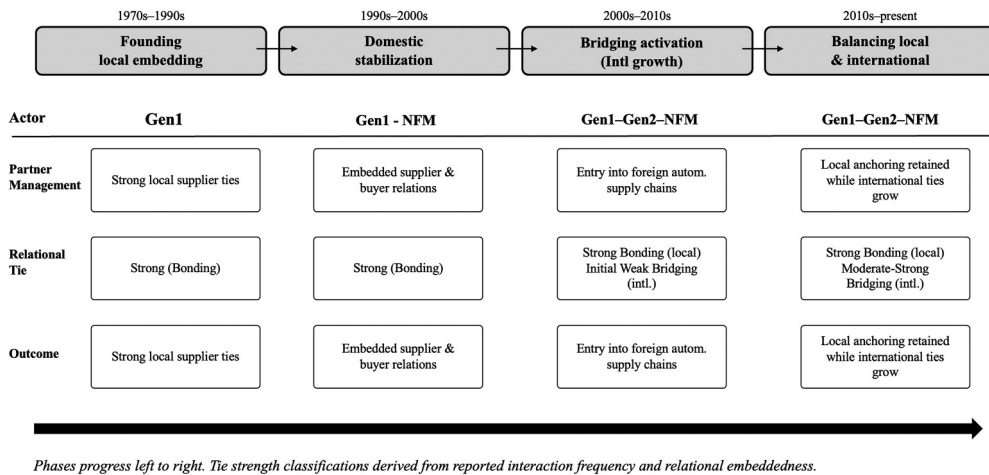 1970s–1990s
1990s–2000s
2000s–2010s
2010s–present
Founding
local embedding
Domestic
stabilization
Bridging activation
(Intl growth)
Balancing local
& international
Actor
Gen1
Gen1 - NFM
Gen1–Gen2–NFM
Gen1–Gen2–NFM
Partner
Management
Strong local supplier ties
Embedded supplier &
buyer relations
Entry into foreign autom.
supply chains
Local anchoring retained
while international ties
grow
Relational
Tie
Strong (Bonding)
Strong (Bonding)
Strong Bonding (local)
Initial Weak Bridging
(intl.)
Strong Bonding (local)
Moderate-Strong
Bridging (intl.)
Outcome
Strong local supplier ties
Embedded supplier &
buyer relations
Entry into foreign autom.
supply chains
Local anchoring retained
while international ties
grow
Phases progress left to right. Tie strength classifications derived from reported interaction frequency and relational embeddedness.